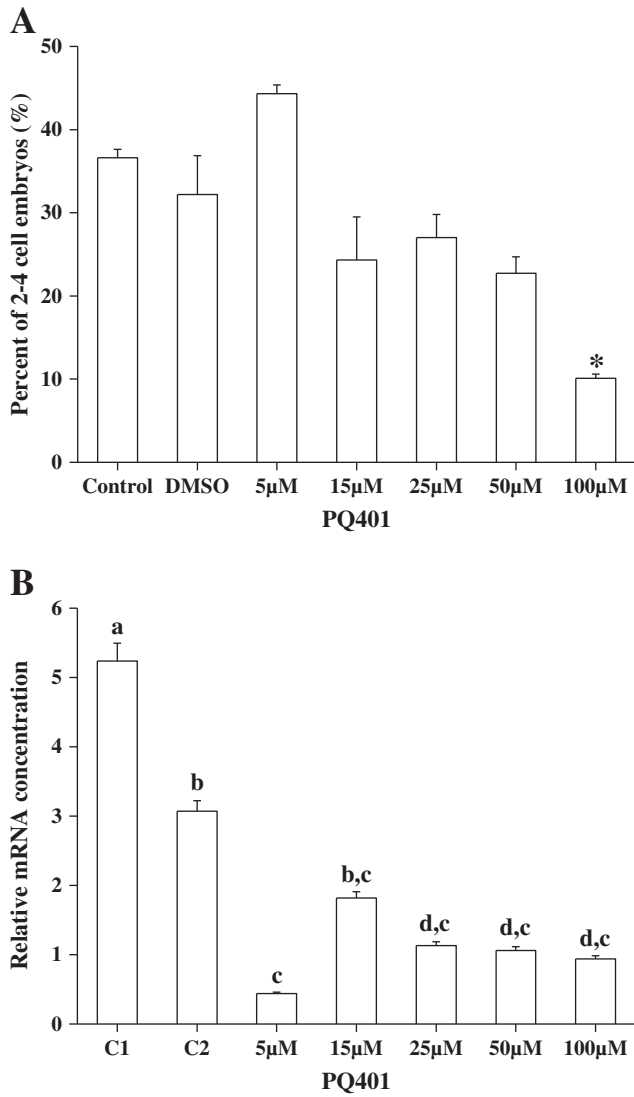 A
Percent of 2-4 cell embryos (%)
50
40
30
20
10
0
*
Control DMSO 5µM 15µM 25µM 50µM 100µM
PQ401
B
Relative mRNA concentration
6
5
4
3
2
1
0
a
b
c
b,c
d,c
d,c
d,c
C1 C2 5µM 15µM 25µM 50µM 100µM
PQ401